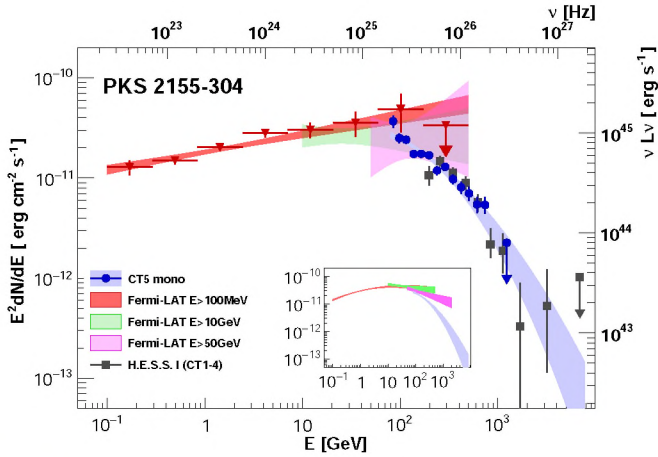 ν [Hz]
10^23 10^24 10^25 10^26 10^27
PKS 2155-304
E^2dN/dE [ erg cm^-2 s^-1 ]
10^-10
10^-11
10^-12
10^-13
ν Lν [ erg s^-1 ]
10^45
10^44
10^43
CT5 mono
Fermi-LAT E>100MeV
Fermi-LAT E>10GeV
Fermi-LAT E>50GeV
H.E.S.S. I (CT1-4)
10^-10
10^-11
10^-12
10^-13
10^-1 1 10 10^2 10^3
10^-1 1 10 10^2 10^3
E [GeV]